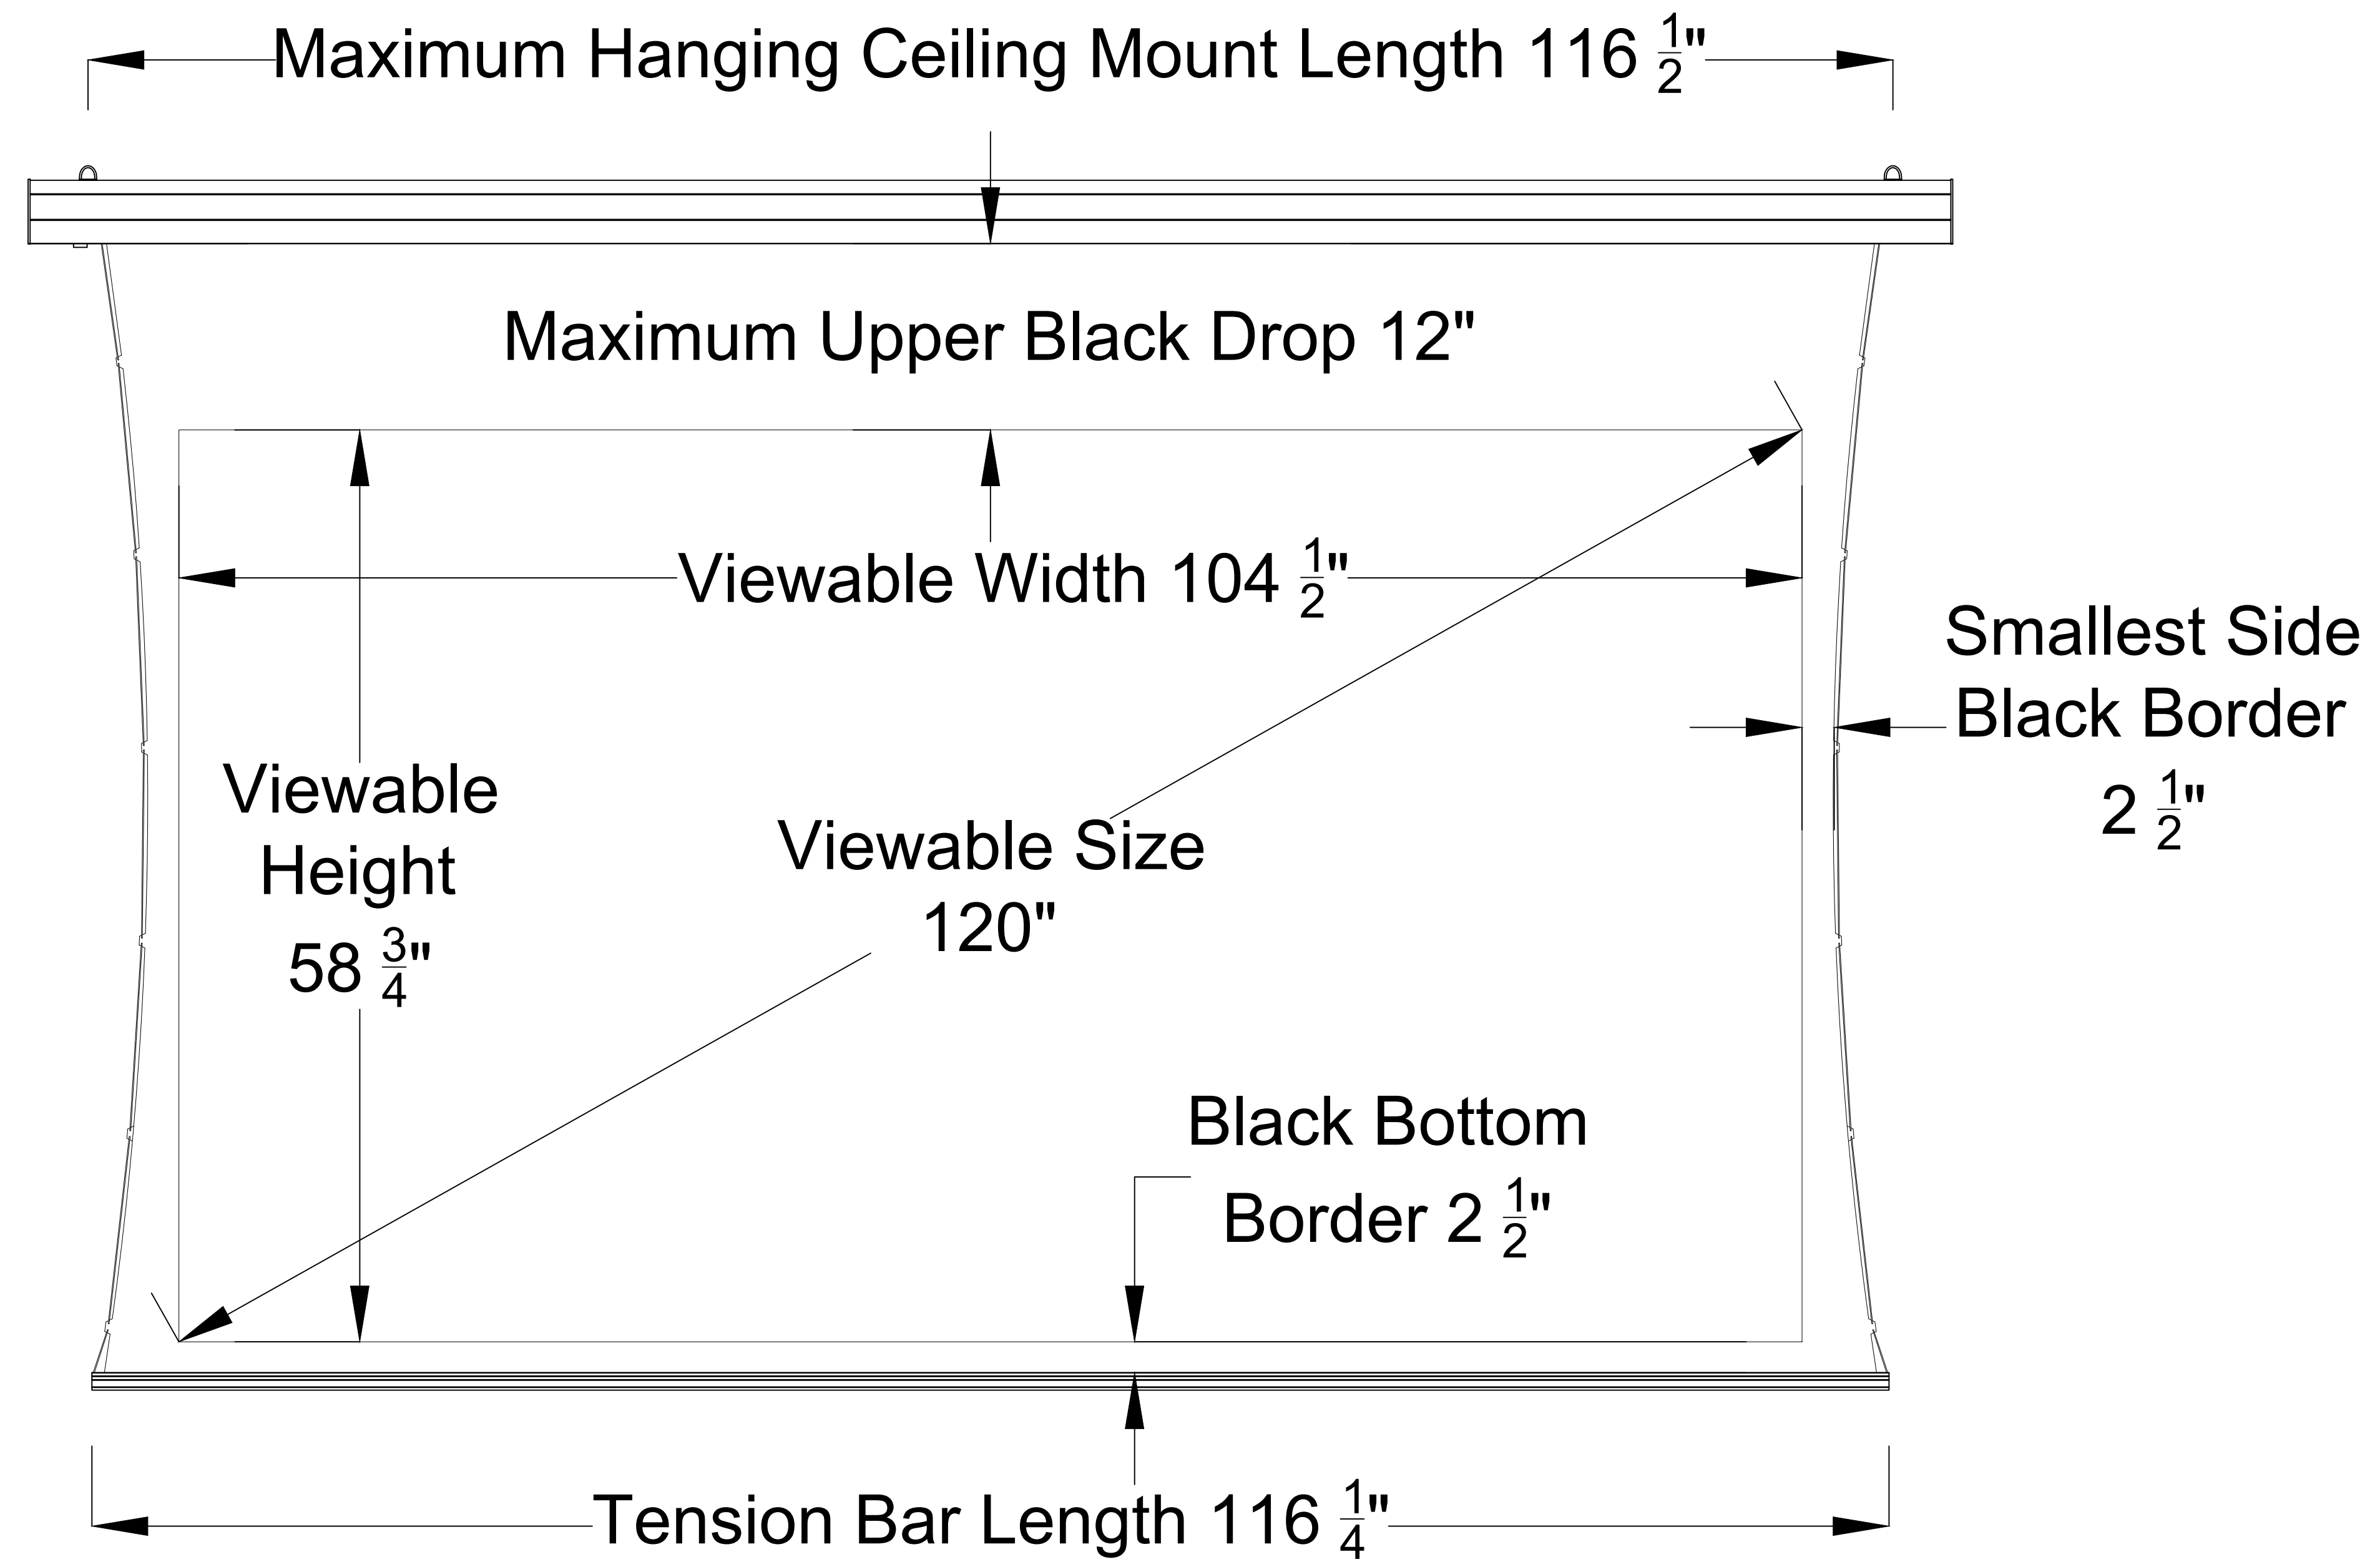 Maximum Hanging Ceiling Mount Length 116 1/2"
Maximum Upper Black Drop 12"
Viewable Width 104 1/2"
Smallest Side
Black Border
2 1/2"
Viewable
Height
58 3/4"
Viewable Size
120"
Black Bottom
Border 2 1/2"
Tension Bar Length 116 1/4"